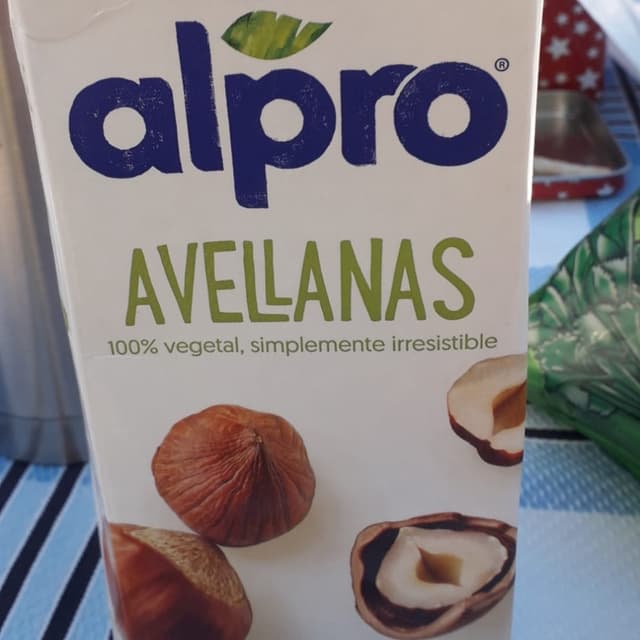 alpro®
AVELLANAS
100% vegetal, simplemente irresistible